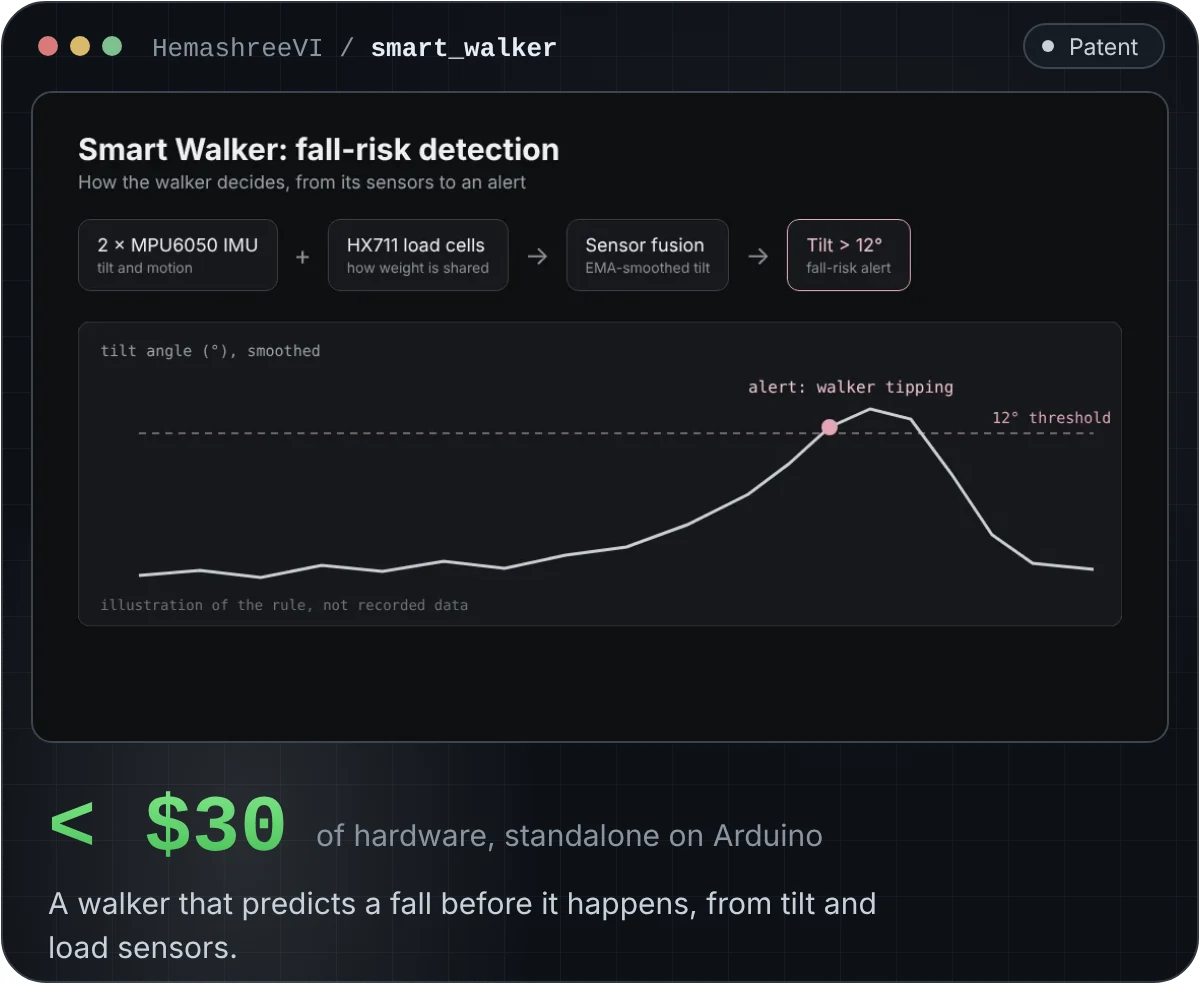 HemashreeVI / smart_walker
Patent
Smart Walker: fall-risk detection
How the walker decides, from its sensors to an alert
2 × MPU6050 IMU
tilt and motion
+
HX711 load cells
how weight is shared
→
Sensor fusion
EMA-smoothed tilt
→
Tilt > 12°
fall-risk alert
tilt angle (°), smoothed
alert: walker tipping
12° threshold
illustration of the rule, not recorded data
< $30 of hardware, standalone on Arduino
A walker that predicts a fall before it happens, from tilt and
load sensors.